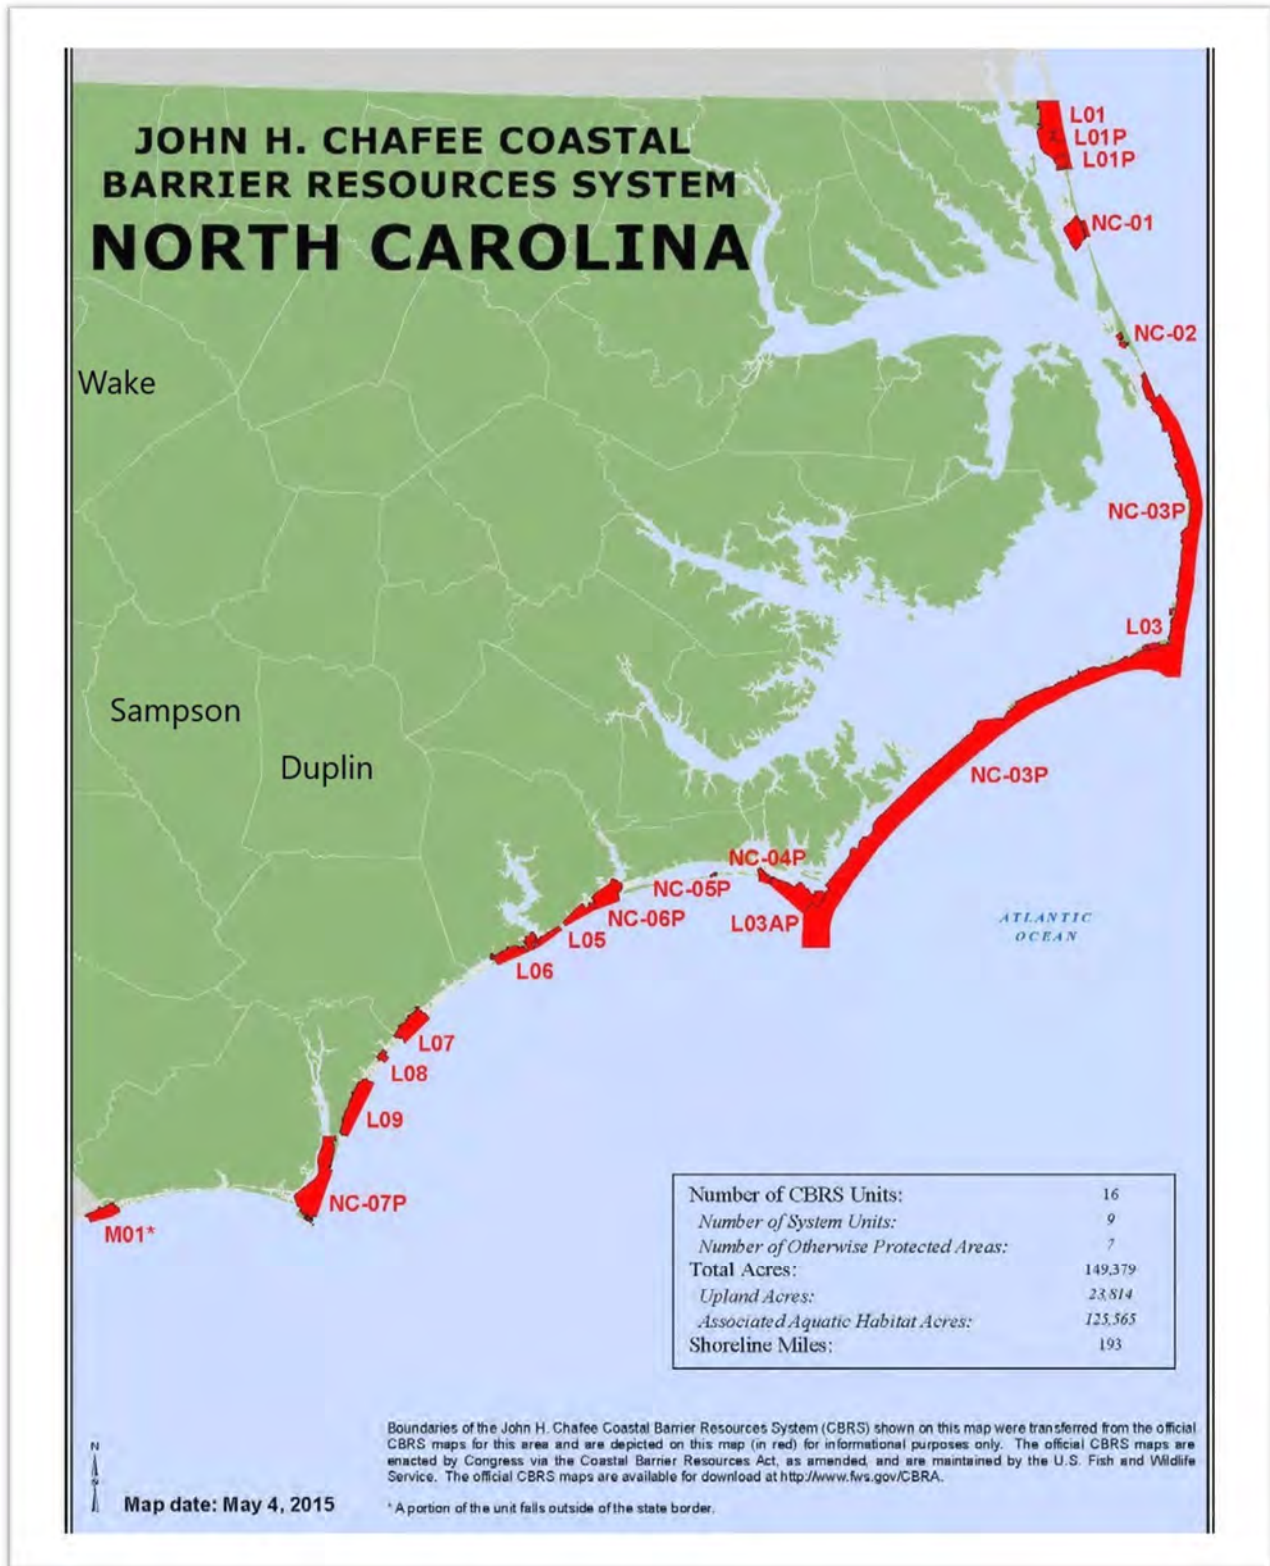 JOHN H. CHAFEE COASTAL
BARRIER RESOURCES SYSTEM
NORTH CAROLINA
L01
L01P
L01P
NC-01
NC-02
Wake
NC-03P
L03
Sampson
Duplin
NC-03P
NC-04P
NC-05P
NC-06P
L03AP
ATLANTIC
OCEAN
L05
L06
L07
L08
L09
NC-07P
M01*
Number of CBRS Units: 16
Number of System Units: 9
Number of Otherwise Protected Areas: 7
Total Acres: 149,379
Upland Acres: 23,814
Associated Aquatic Habitat Acres: 125,565
Shoreline Miles: 193
Boundaries of the John H. Chafee Coastal Barrier Resources System (CBRS) shown on this map were transferred from the official
CBRS maps for this area and are depicted on this map (in red) for informational purposes only. The official CBRS maps are
enacted by Congress via the Coastal Barrier Resources Act, as amended, and are maintained by the U.S. Fish and Wildlife
Service. The official CBRS maps are available for download at http://www.fws.gov/CBRA.
N
Map date: May 4, 2015
* A portion of the unit falls outside of the state border.